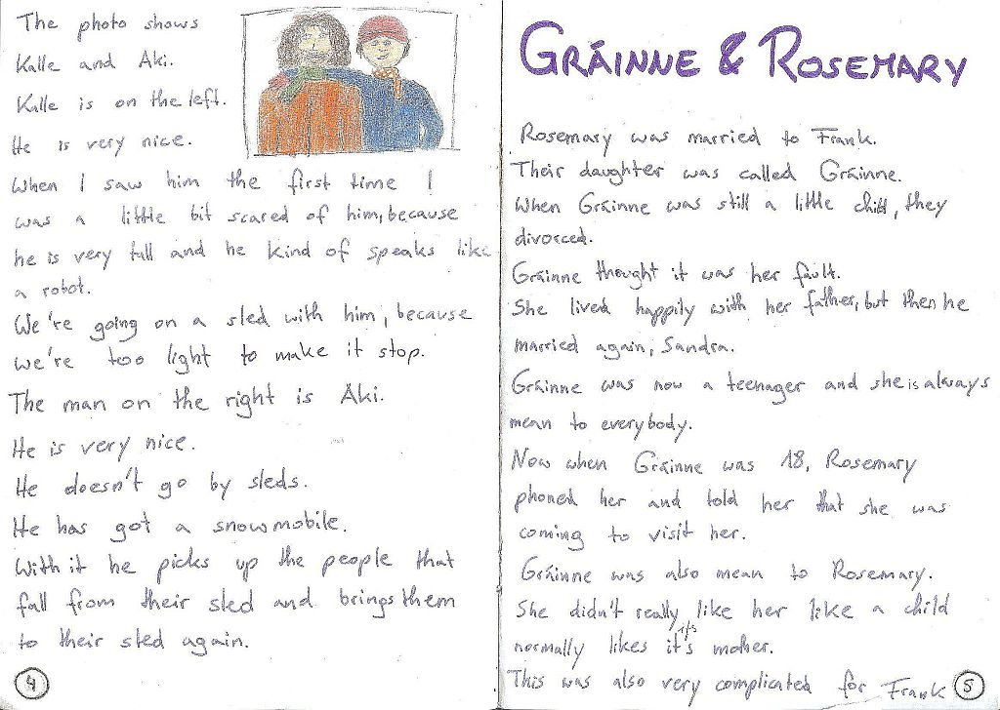 The photo shows
Kalle and Aki.
Kalle is on the left.
He is very nice.
When I saw him the first time I
was a little bit scared of him, because
he is very tall and he kind of speaks like
a robot.
We're going on a sled with him, because
we're too light to make it stop.
The man on the right is Aki.
He is very nice.
He doesn't go by sleds.
He has got a snowmobile.
With it he picks up the people that
fall from their sled and brings them
to their sled again.
4
GRÁINNE & ROSEMARY
Rosemary was married to Frank.
Their daughter was called Gráinne.
When Gráinne was still a little child, they
divorced.
Gráinne thought it was her fault.
She lived happily with her father, but then he
married again, Sandra.
Gráinne was now a teenager and she is always
mean to everybody.
Now when Gráinne was 18, Rosemary
phoned her and told her that she was
coming to visit her.
Gráinne was also mean to Rosemary.
She didn't really like her like a child
its
normally likes it's mother.
This was also very complicated for Frank
5